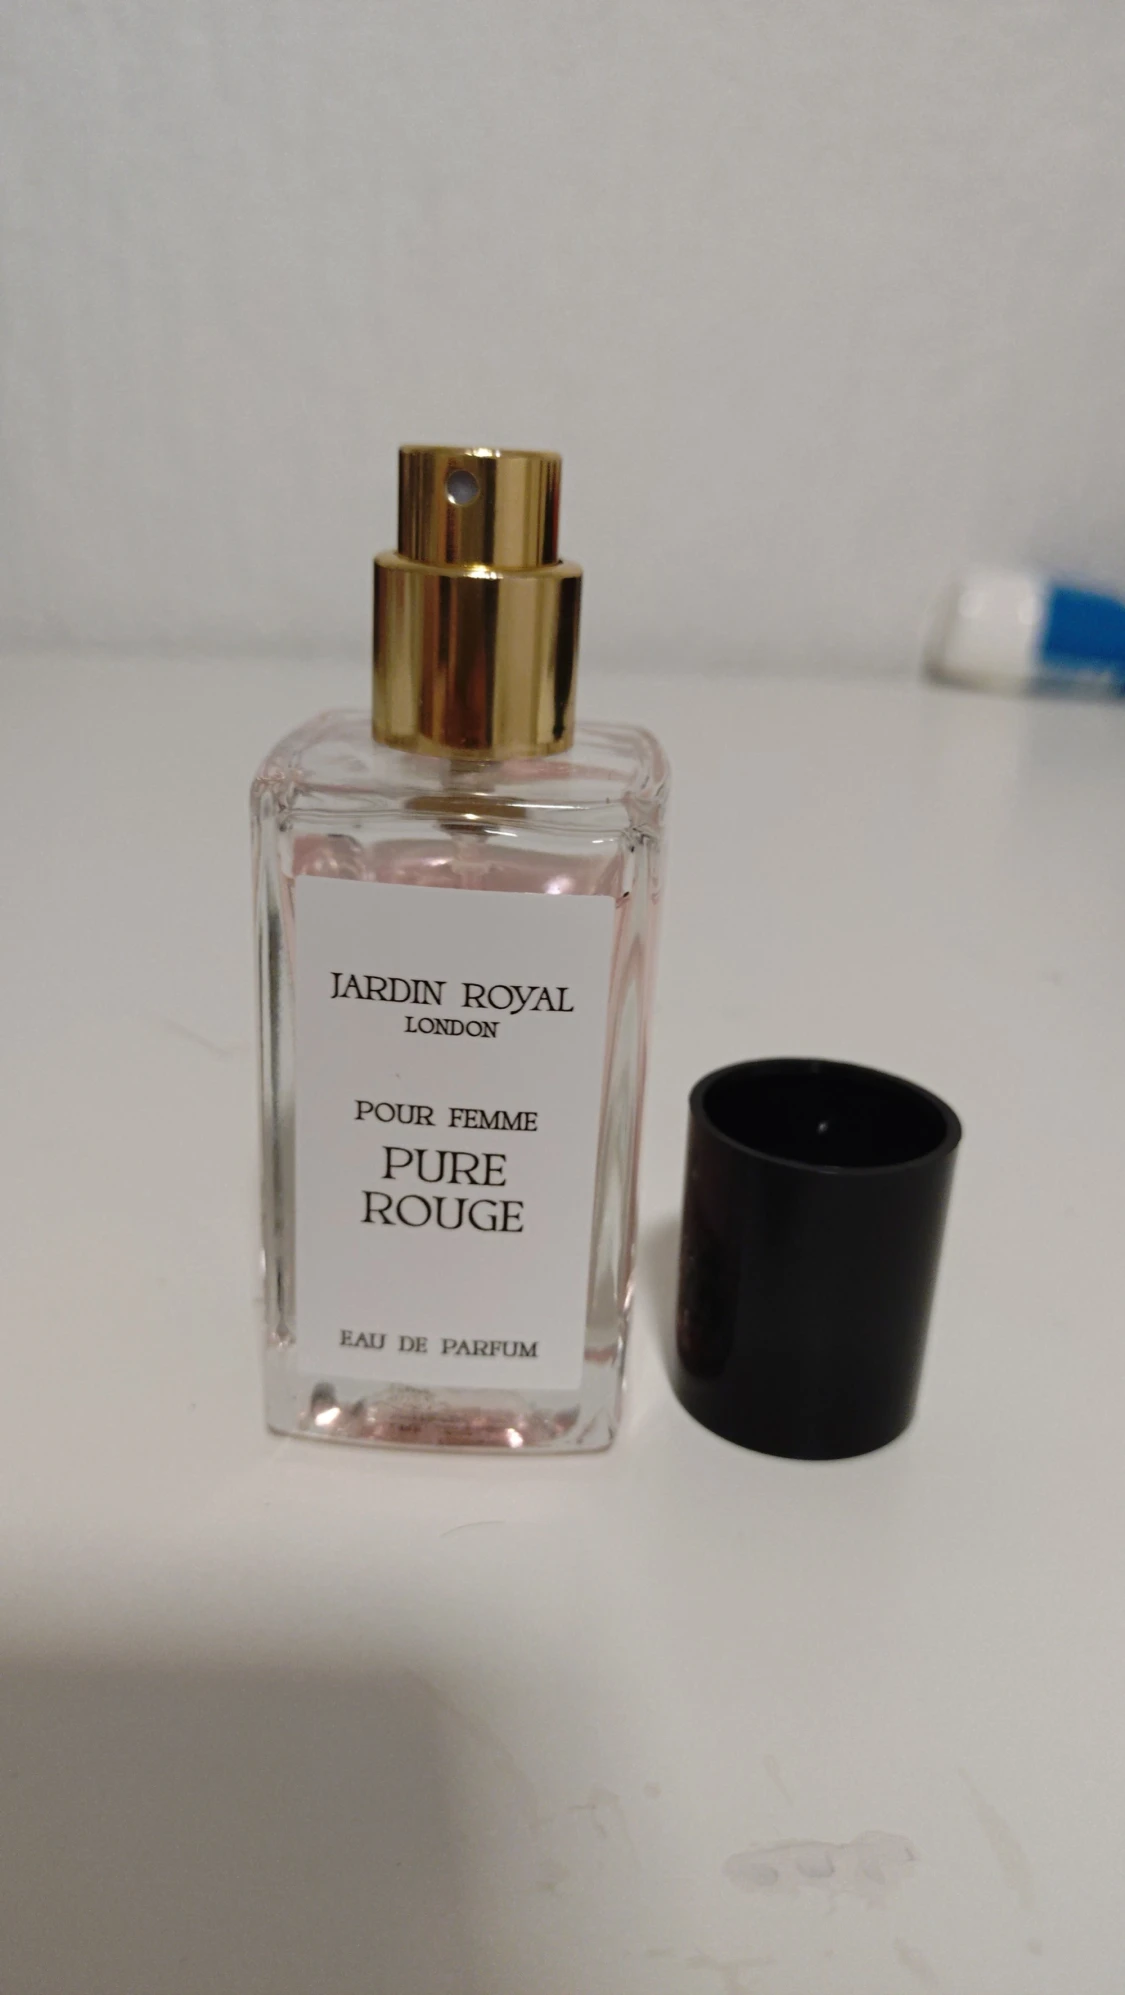 JARDIN ROYAL
LONDON
POUR FEMME
PURE
ROUGE
EAU DE PARFUM